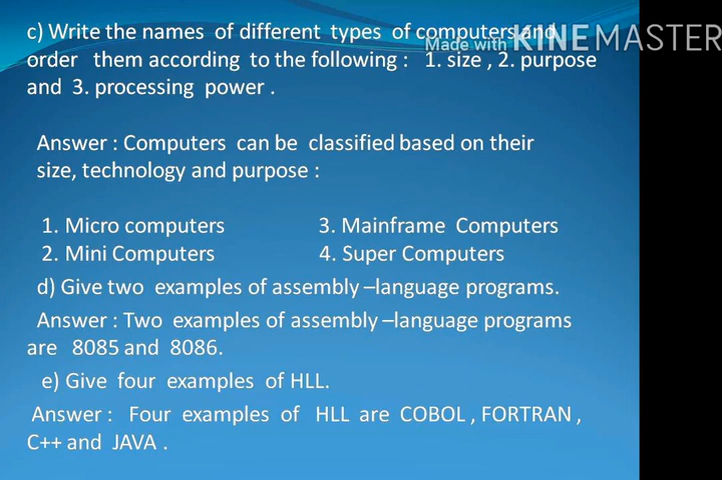 c) Write the names of different types of computers and
Made with KINEMASTER
order them according to the following : 1. size , 2. purpose
and 3. processing power .
Answer : Computers can be classified based on their
size, technology and purpose :
1. Micro computers 3. Mainframe Computers
2. Mini Computers 4. Super Computers
d) Give two examples of assembly –language programs.
Answer : Two examples of assembly –language programs
are 8085 and 8086.
e) Give four examples of HLL.
Answer : Four examples of HLL are COBOL , FORTRAN ,
C++ and JAVA .